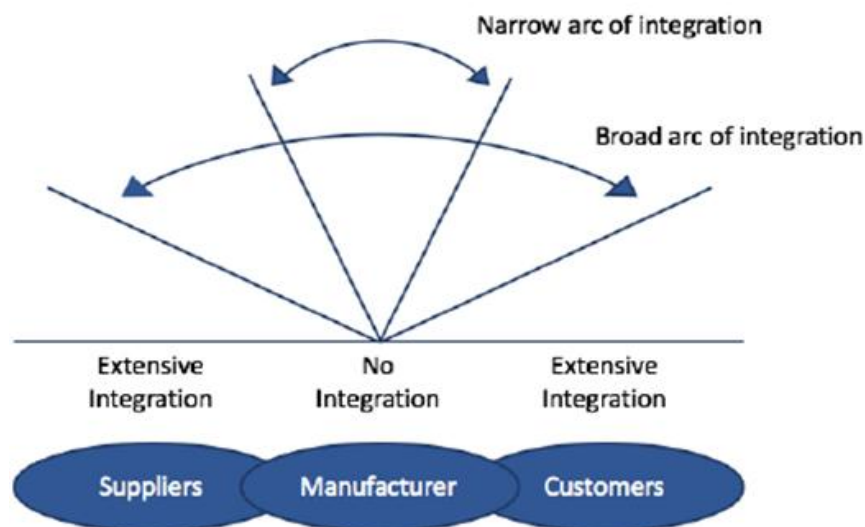 Narrow arc of integration
Broad arc of integration
Extensive No Extensive
Integration Integration Integration
Suppliers Manufacturer Customers